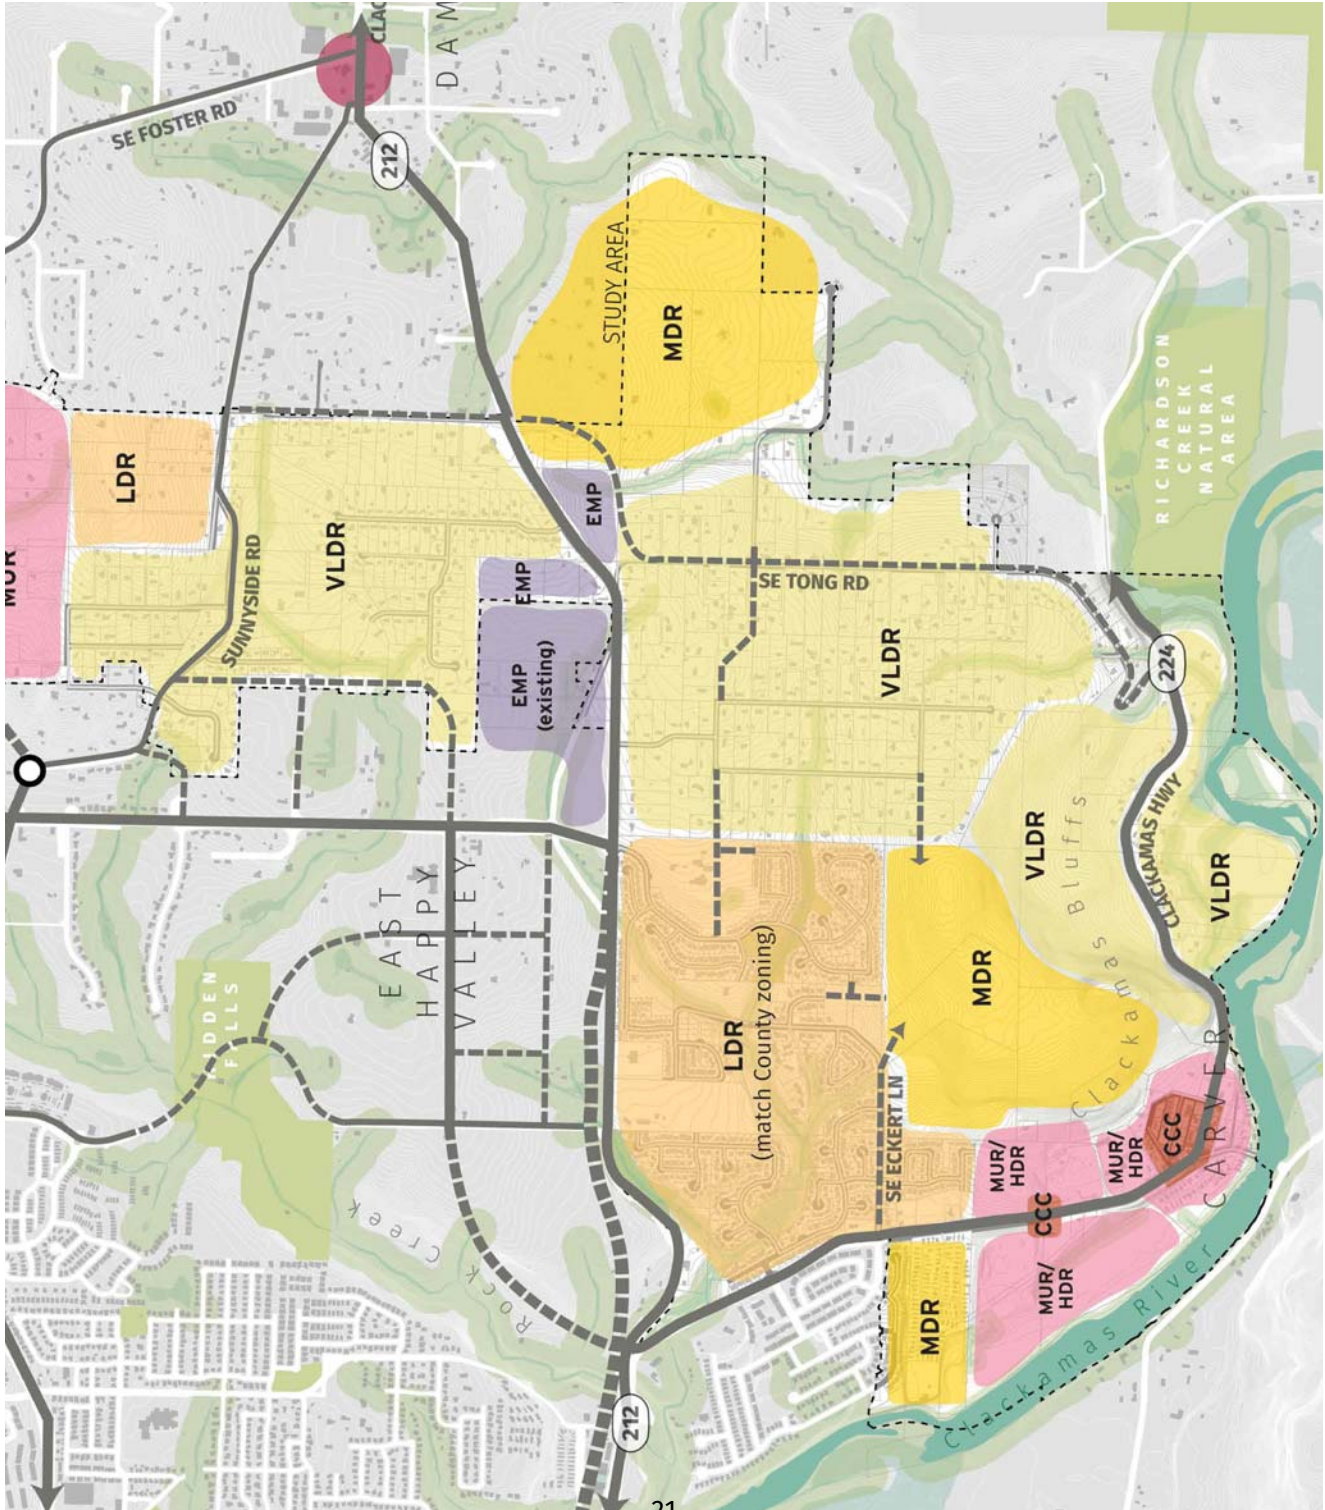 SE FOSTER RD
CLAC
DAM
212
STUDY AREA
MDR
LDR
MUR
VLDR
SUNNYSIDE RD
EMP
EMP
EMP
(existing)
SE TONG RD
VLDR
RICHARDSON
CREEK
NATURAL
AREA
224
CLACKAMAS HWY
VLDR
VLDR
Clackamas Bluffs
EAST
HAPPY
VALLEY
LDR
(match County zoning)
MDR
SE ECKERT LN
MUR/
HDR
MUR/
HDR
CCC
CCC
CARVER
MUR/
HDR
MDR
Clackamas River
Rock Creek
212
21